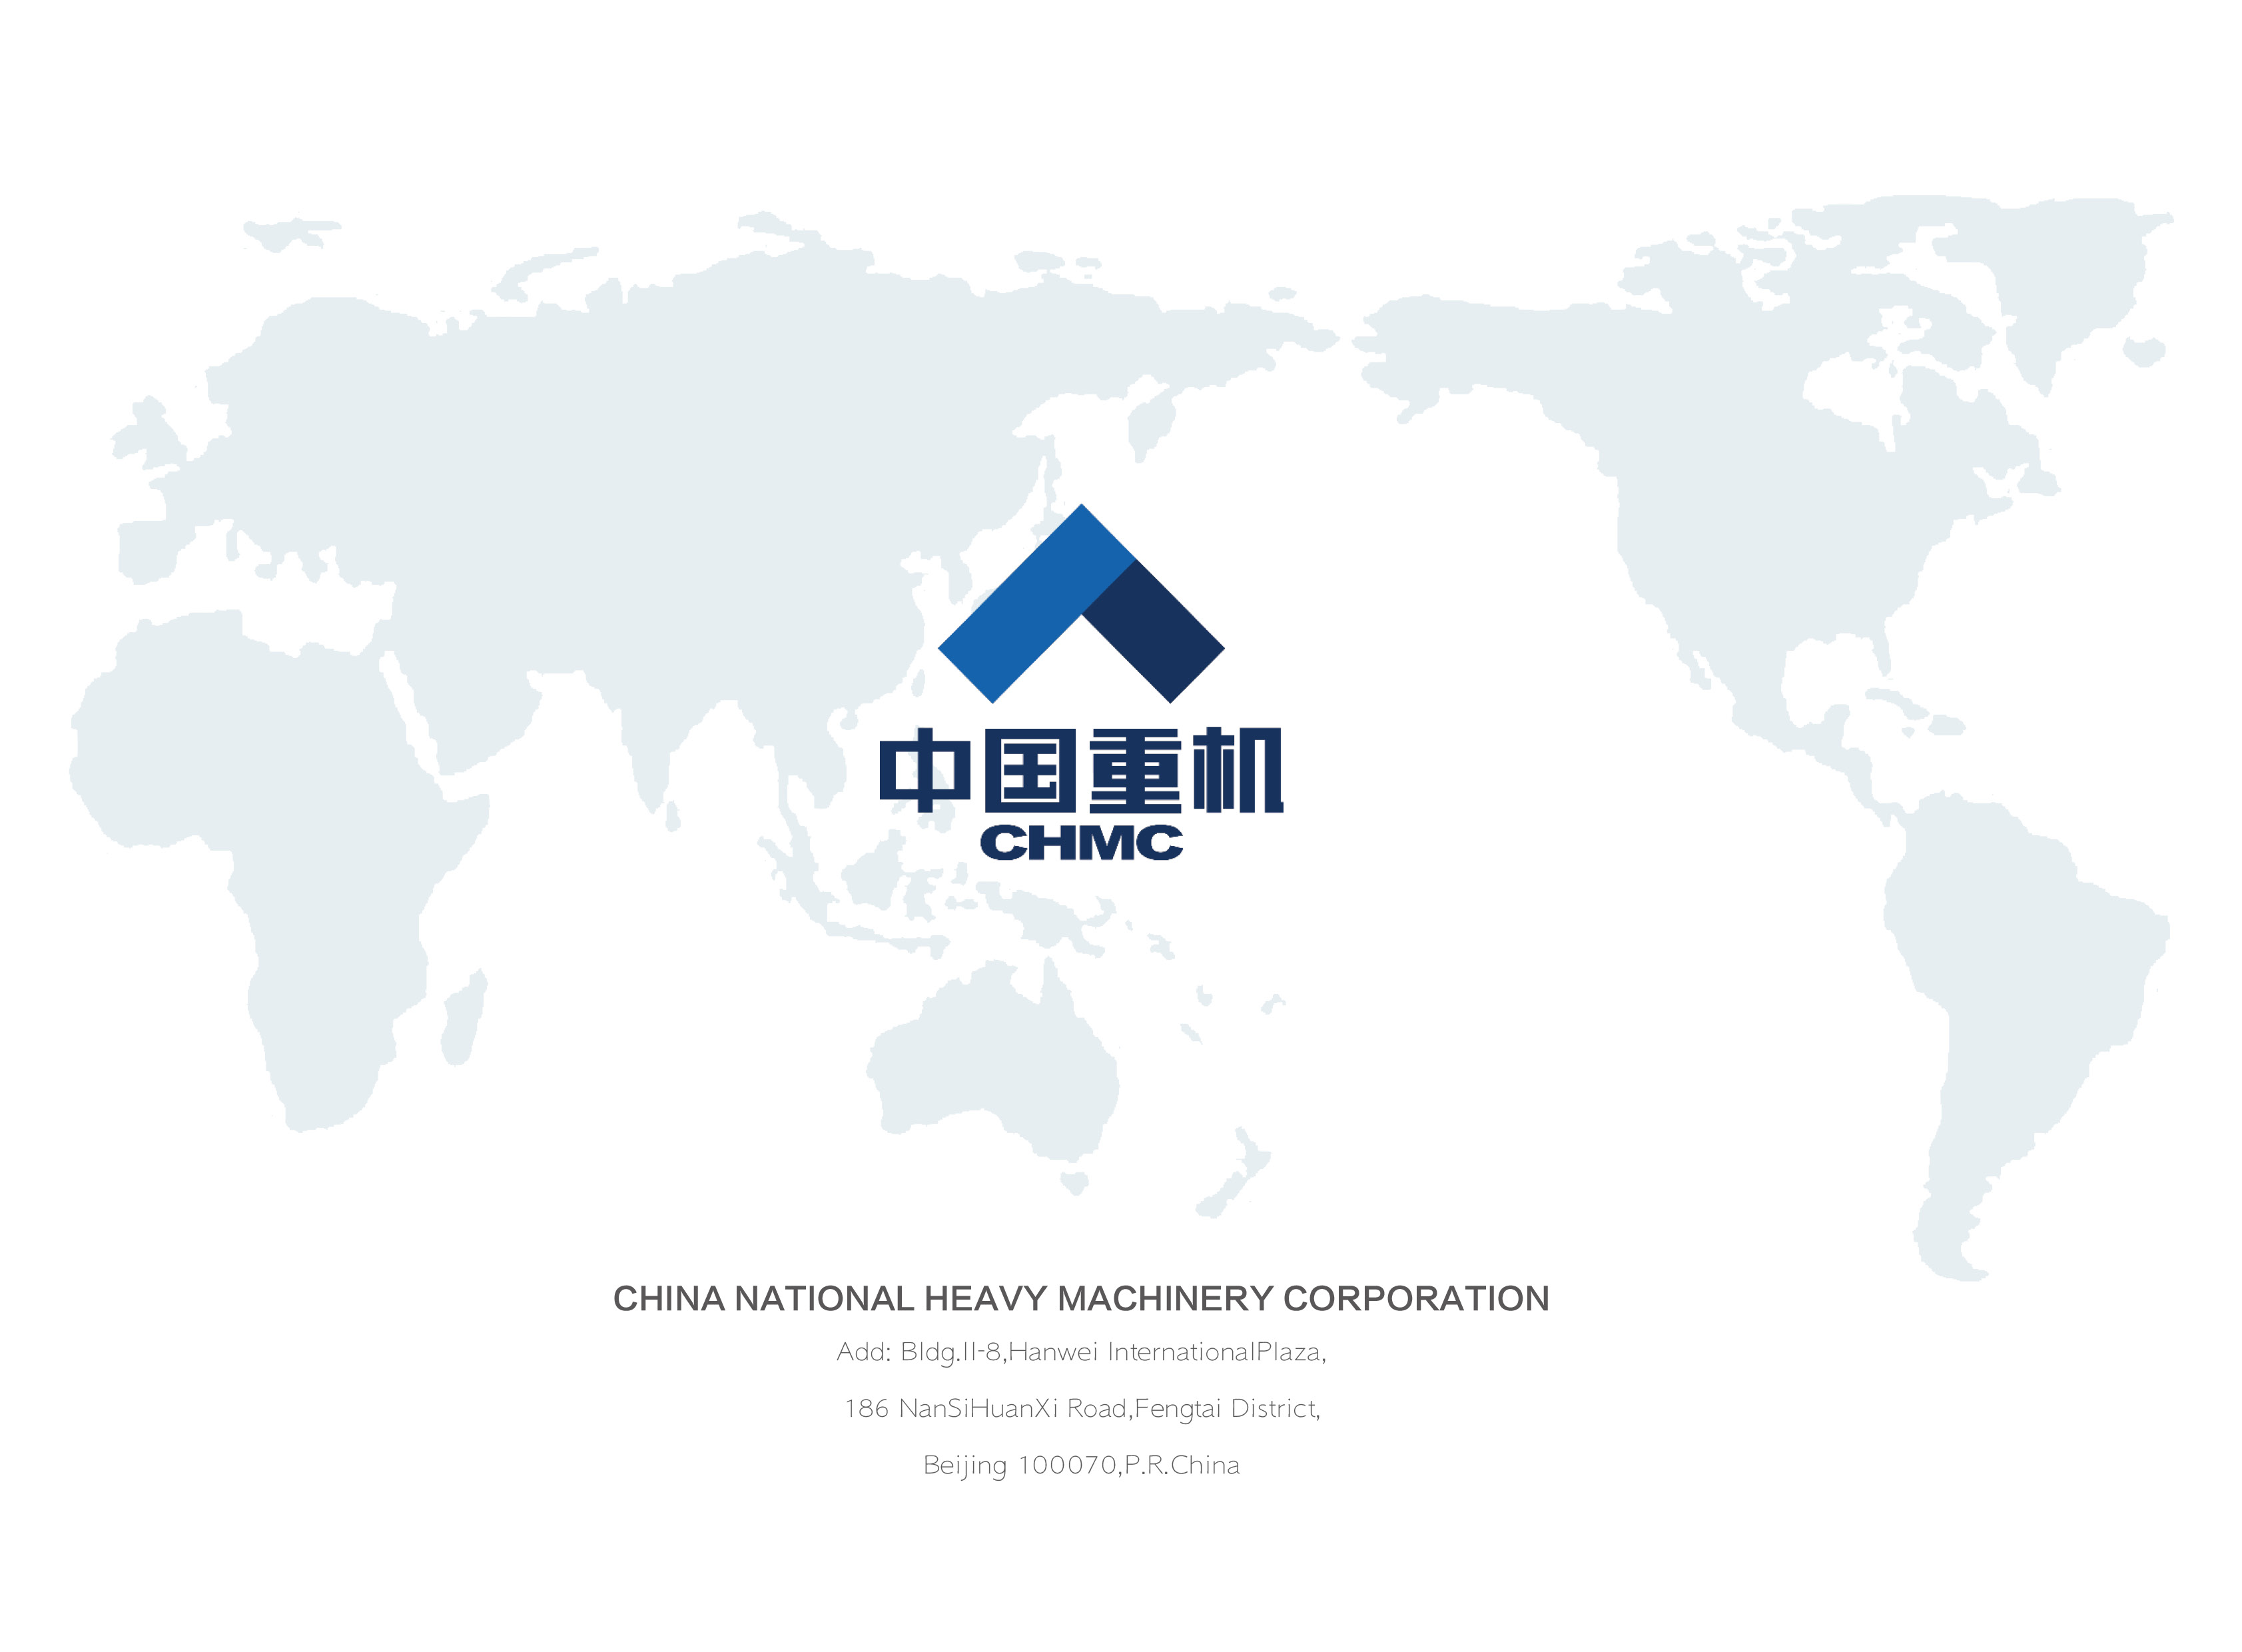 中国重机
CHMC
CHINA NATIONAL HEAVY MACHINERY CORPORATION
Add: Bldg.II-8,Hanwei InternationalPlaza,
186 NanSiHuanXi Road,Fengtai District,
Beijing 100070,P.R.China